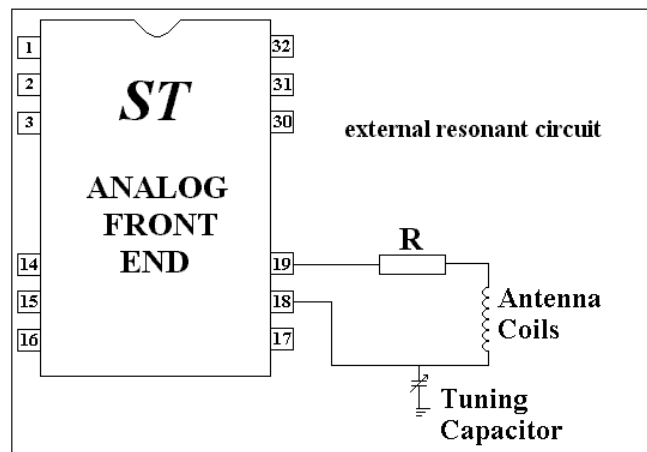 1
32
2
ST
31
3
30
external resonant circuit
ANALOG
FRONT
END
R
14
19
15
18
Antenna
Coils
16
17
Tuning
Capacitor